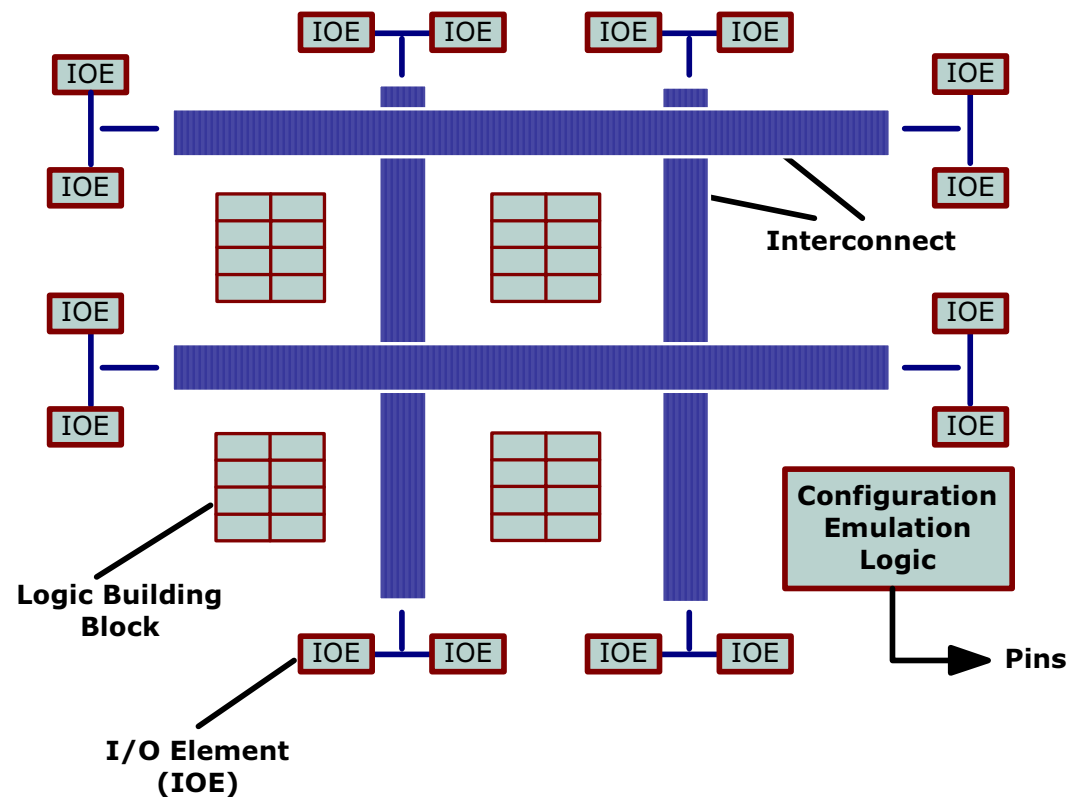 IOE IOE IOE IOE
IOE IOE
IOE IOE
Interconnect
IOE IOE
IOE IOE
Configuration
Emulation
Logic
Logic Building
Block
IOE IOE IOE IOE
Pins
I/O Element
(IOE)